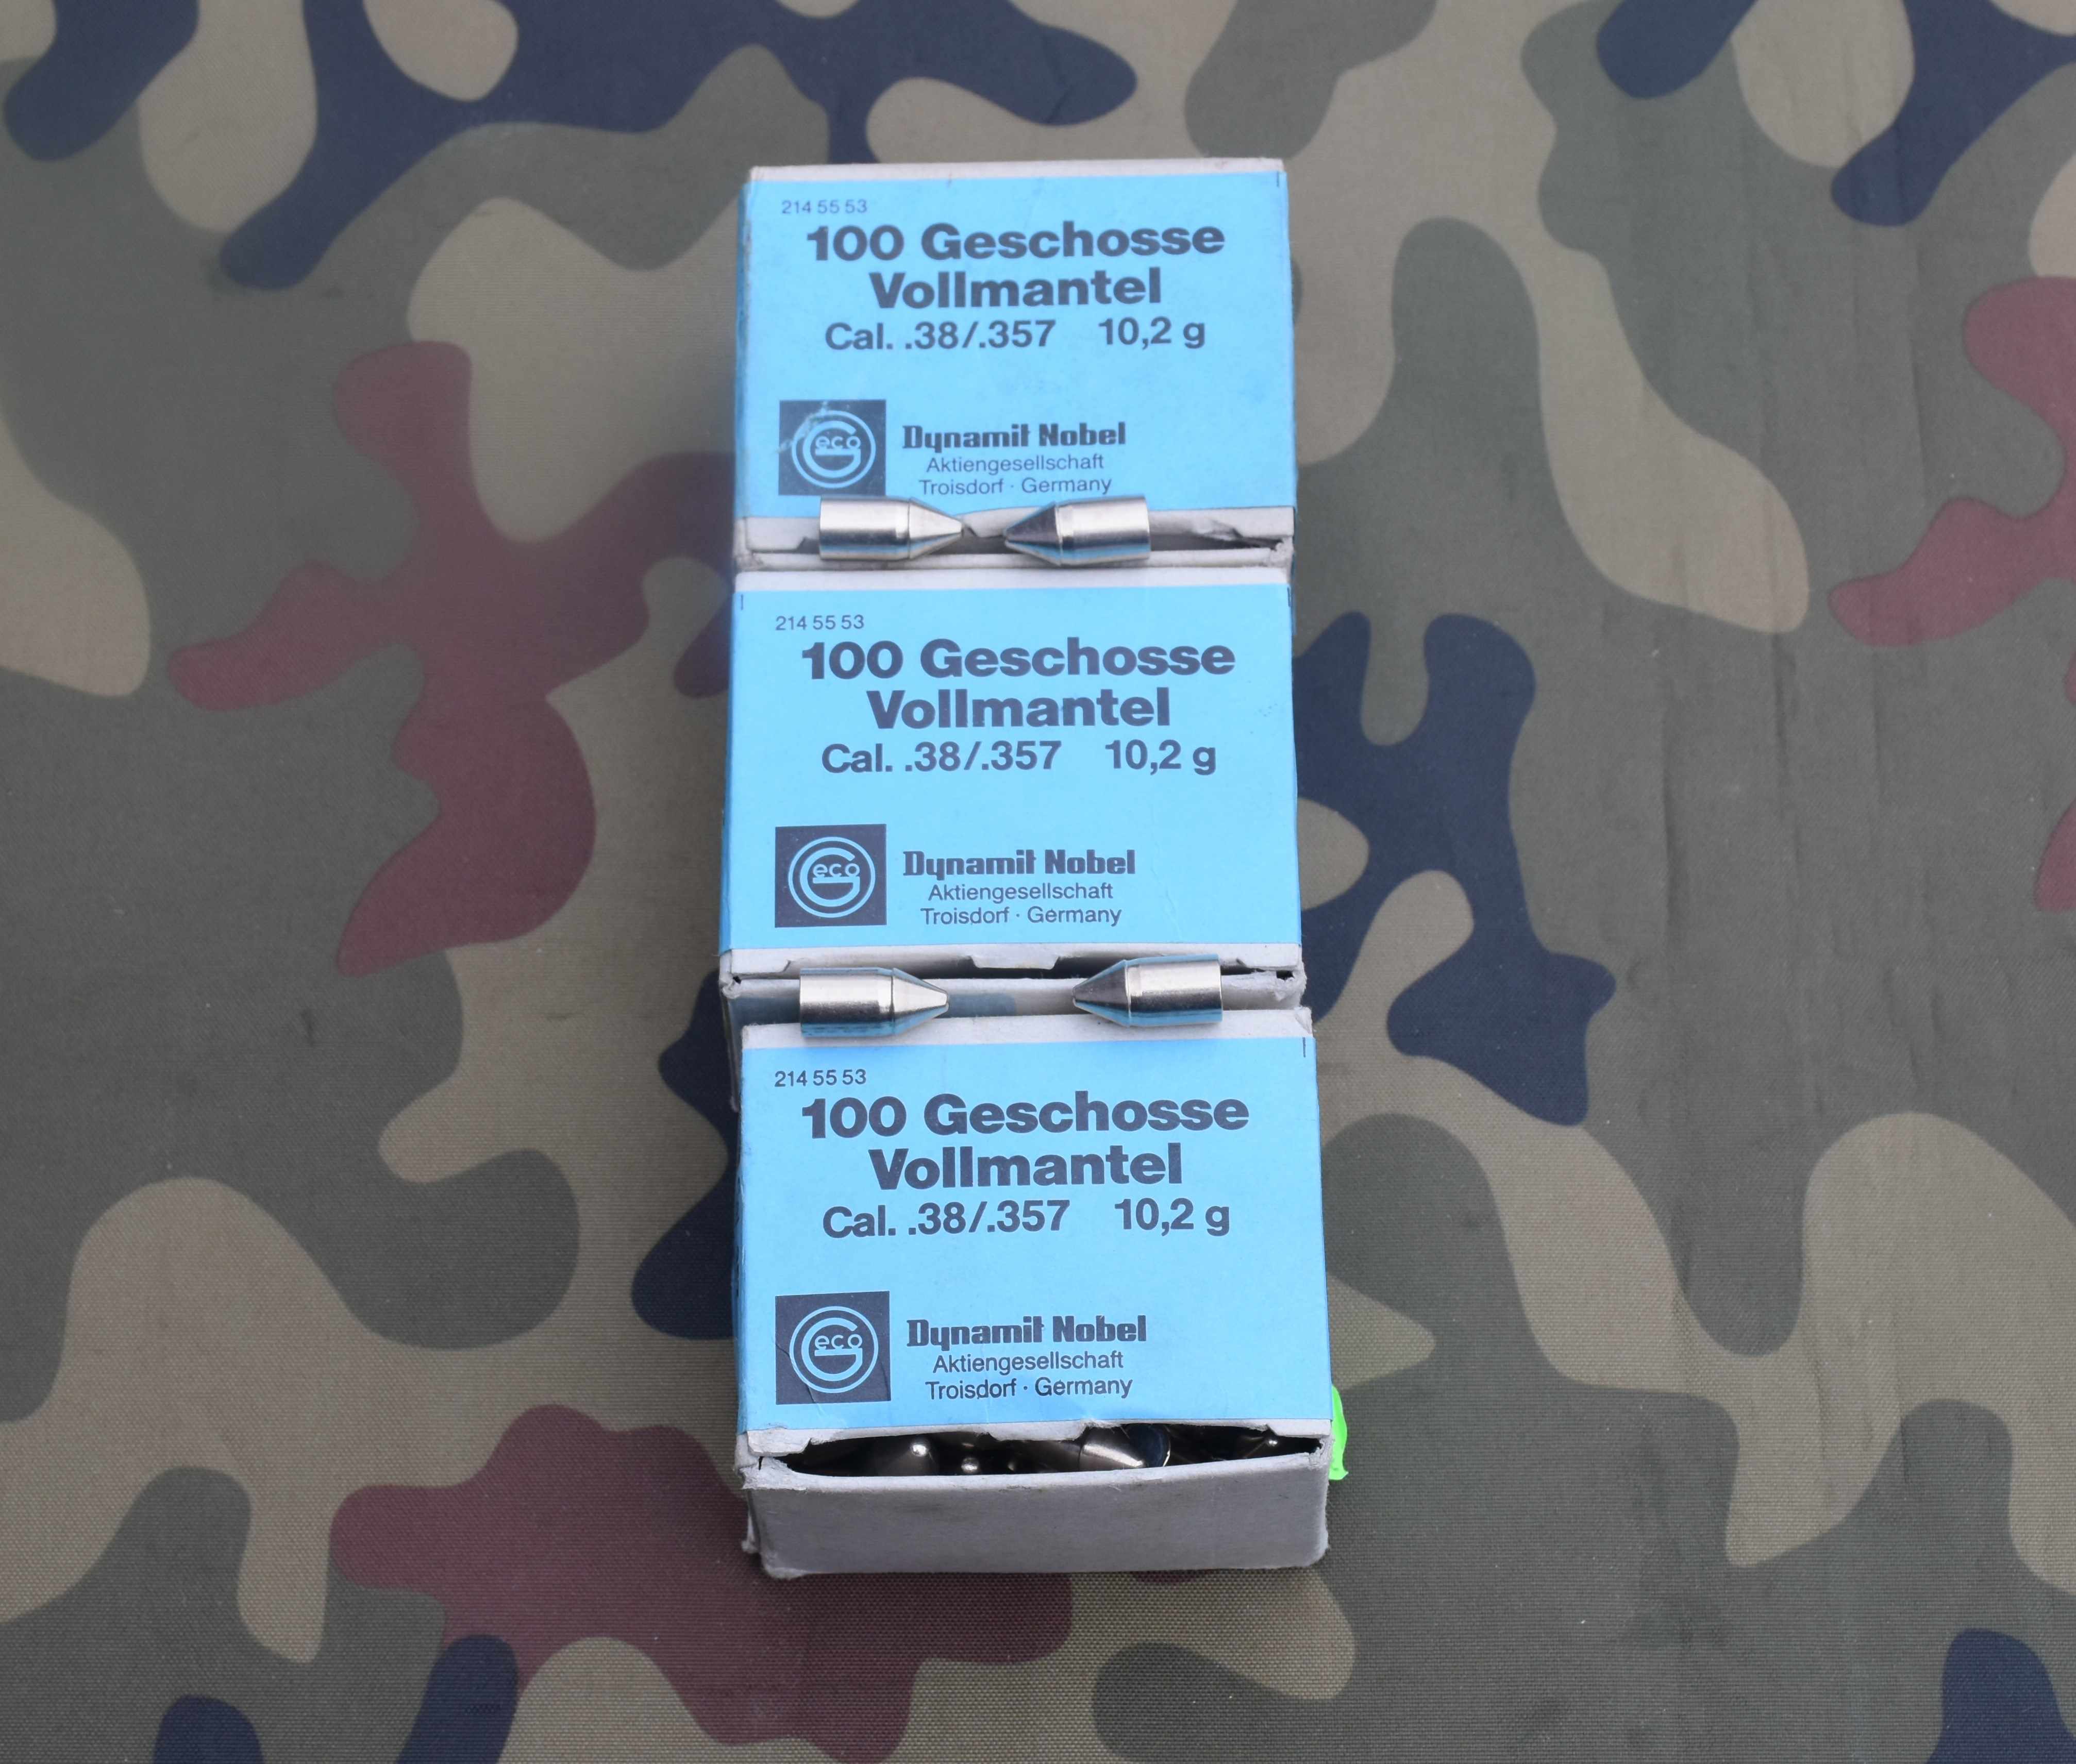 214 55 53
100 Geschosse
Vollmantel
Cal. .38/.357 10,2 g
Geco
Dynamit Nobel
Aktiengesellschaft
Troisdorf · Germany
214 55 53
100 Geschosse
Vollmantel
Cal. .38/.357 10,2 g
Geco
Dynamit Nobel
Aktiengesellschaft
Troisdorf · Germany
214 55 53
100 Geschosse
Vollmantel
Cal. .38/.357 10,2 g
Geco
Dynamit Nobel
Aktiengesellschaft
Troisdorf · Germany